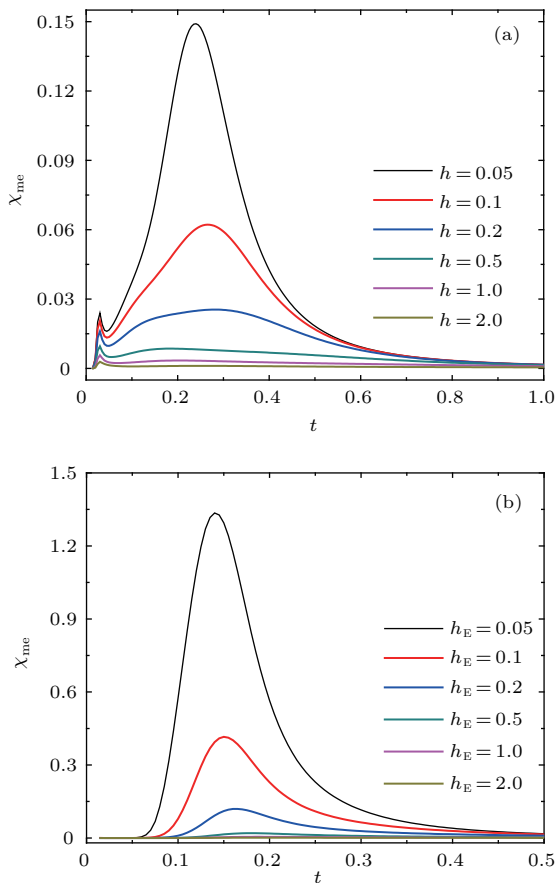 (a)
0.15
0.12
0.09
0.06
0.03
0
χme
h = 0.05
h = 0.1
h = 0.2
h = 0.5
h = 1.0
h = 2.0
0 0.2 0.4 0.6 0.8 1.0
t
(b)
1.5
1.2
0.9
0.6
0.3
0
χme
hE = 0.05
hE = 0.1
hE = 0.2
hE = 0.5
hE = 1.0
hE = 2.0
0 0.1 0.2 0.3 0.4 0.5
t